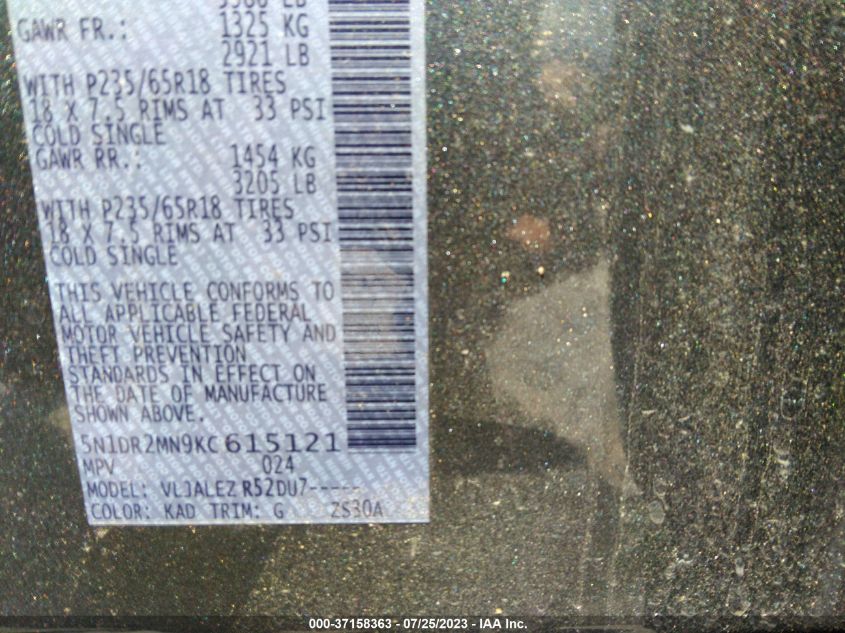 GAWR FR.: 1325 KG
2921 LB
WITH P235/65R18 TIRES
18 X 7.5 RIMS AT 33 PSI
COLD SINGLE
GAWR RR.: 1454 KG
3205 LB
WITH P235/65R18 TIRES
18 X 7.5 RIMS AT 33 PSI
COLD SINGLE
THIS VEHICLE CONFORMS TO
ALL APPLICABLE FEDERAL
MOTOR VEHICLE SAFETY AND
THEFT PREVENTION
STANDARDS IN EFFECT ON
THE DATE OF MANUFACTURE
SHOWN ABOVE.
5N1DR2MN9KC615121
MPV 024
MODEL: VLJALEZ R52DU7-----
COLOR: KAD TRIM: G 2S30A
000-37158363 - 07/25/2023 - IAA Inc.